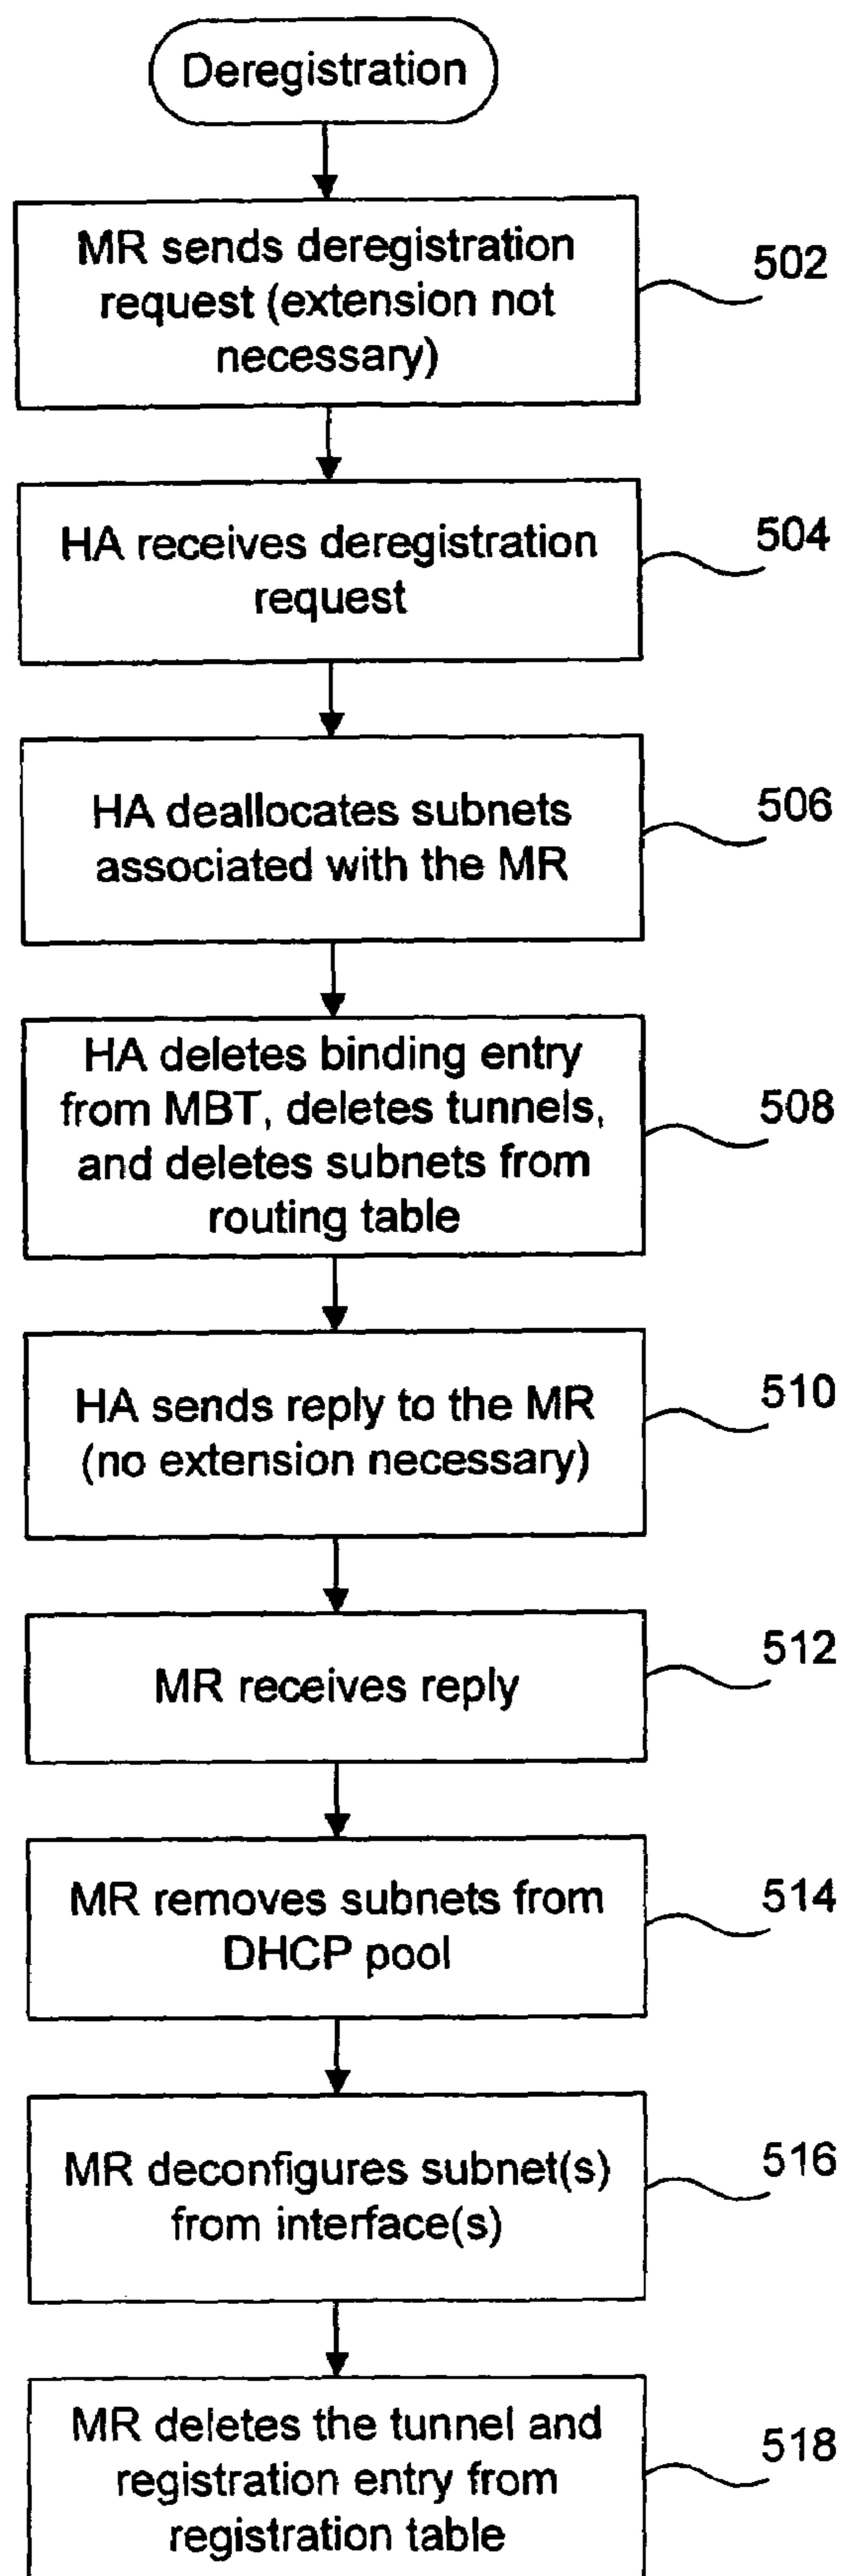 Deregistration
MR sends deregistration
request (extension not
necessary)
502
HA receives deregistration
request
504
HA deallocates subnets
associated with the MR
506
HA deletes binding entry
from MBT, deletes tunnels,
and deletes subnets from
routing table
508
HA sends reply to the MR
(no extension necessary)
510
MR receives reply
512
MR removes subnets from
DHCP pool
514
MR deconfigures subnet(s)
from interface(s)
516
MR deletes the tunnel and
registration entry from
registration table
518